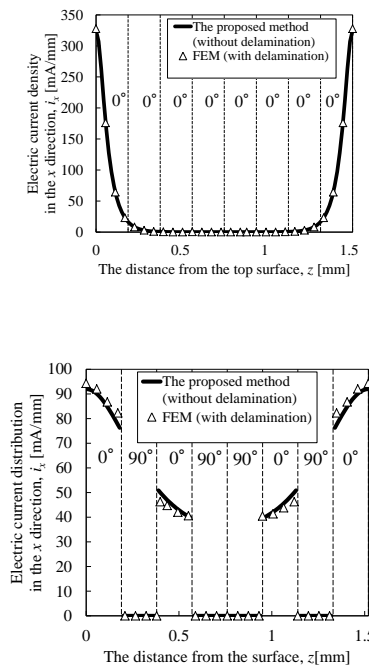 Electric current density
in the x direction, iₓ [mA/mm]
350
300
250
200
150
100
50
0
The proposed method
(without delamination)
FEM (with delamination)
0° 0° 0° 0° 0° 0° 0° 0°
0 0.5 1 1.5
The distance from the top surface, z [mm]
Electric current distribution
in the x direction, iₓ [mA/mm]
100
90
80
70
60
50
40
30
20
10
0
The proposed method
(without delamination)
FEM (with delamination)
0° 90° 0° 90° 90° 0° 90° 0°
0 0.5 1 1.5
The distance from the surface, z[mm]